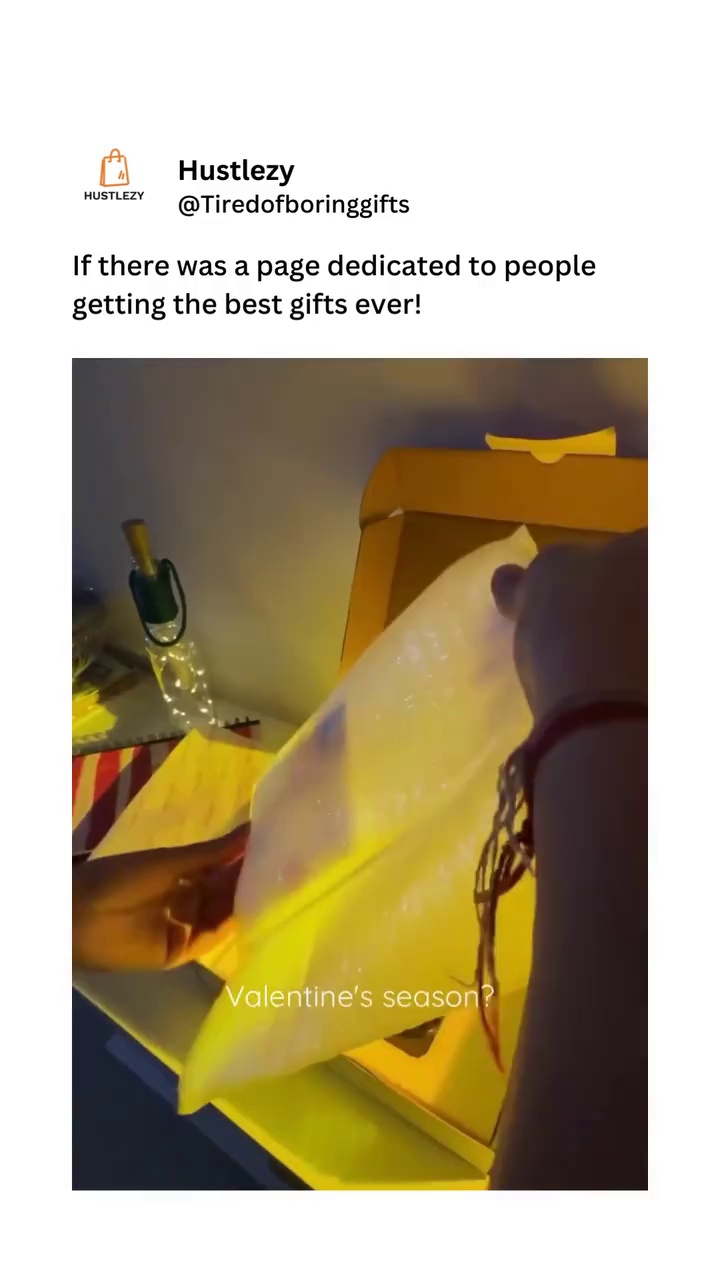 HUSTLEZY
Hustlezy
@Tiredofboringgifts
If there was a page dedicated to people
getting the best gifts ever!
Valentine's season?